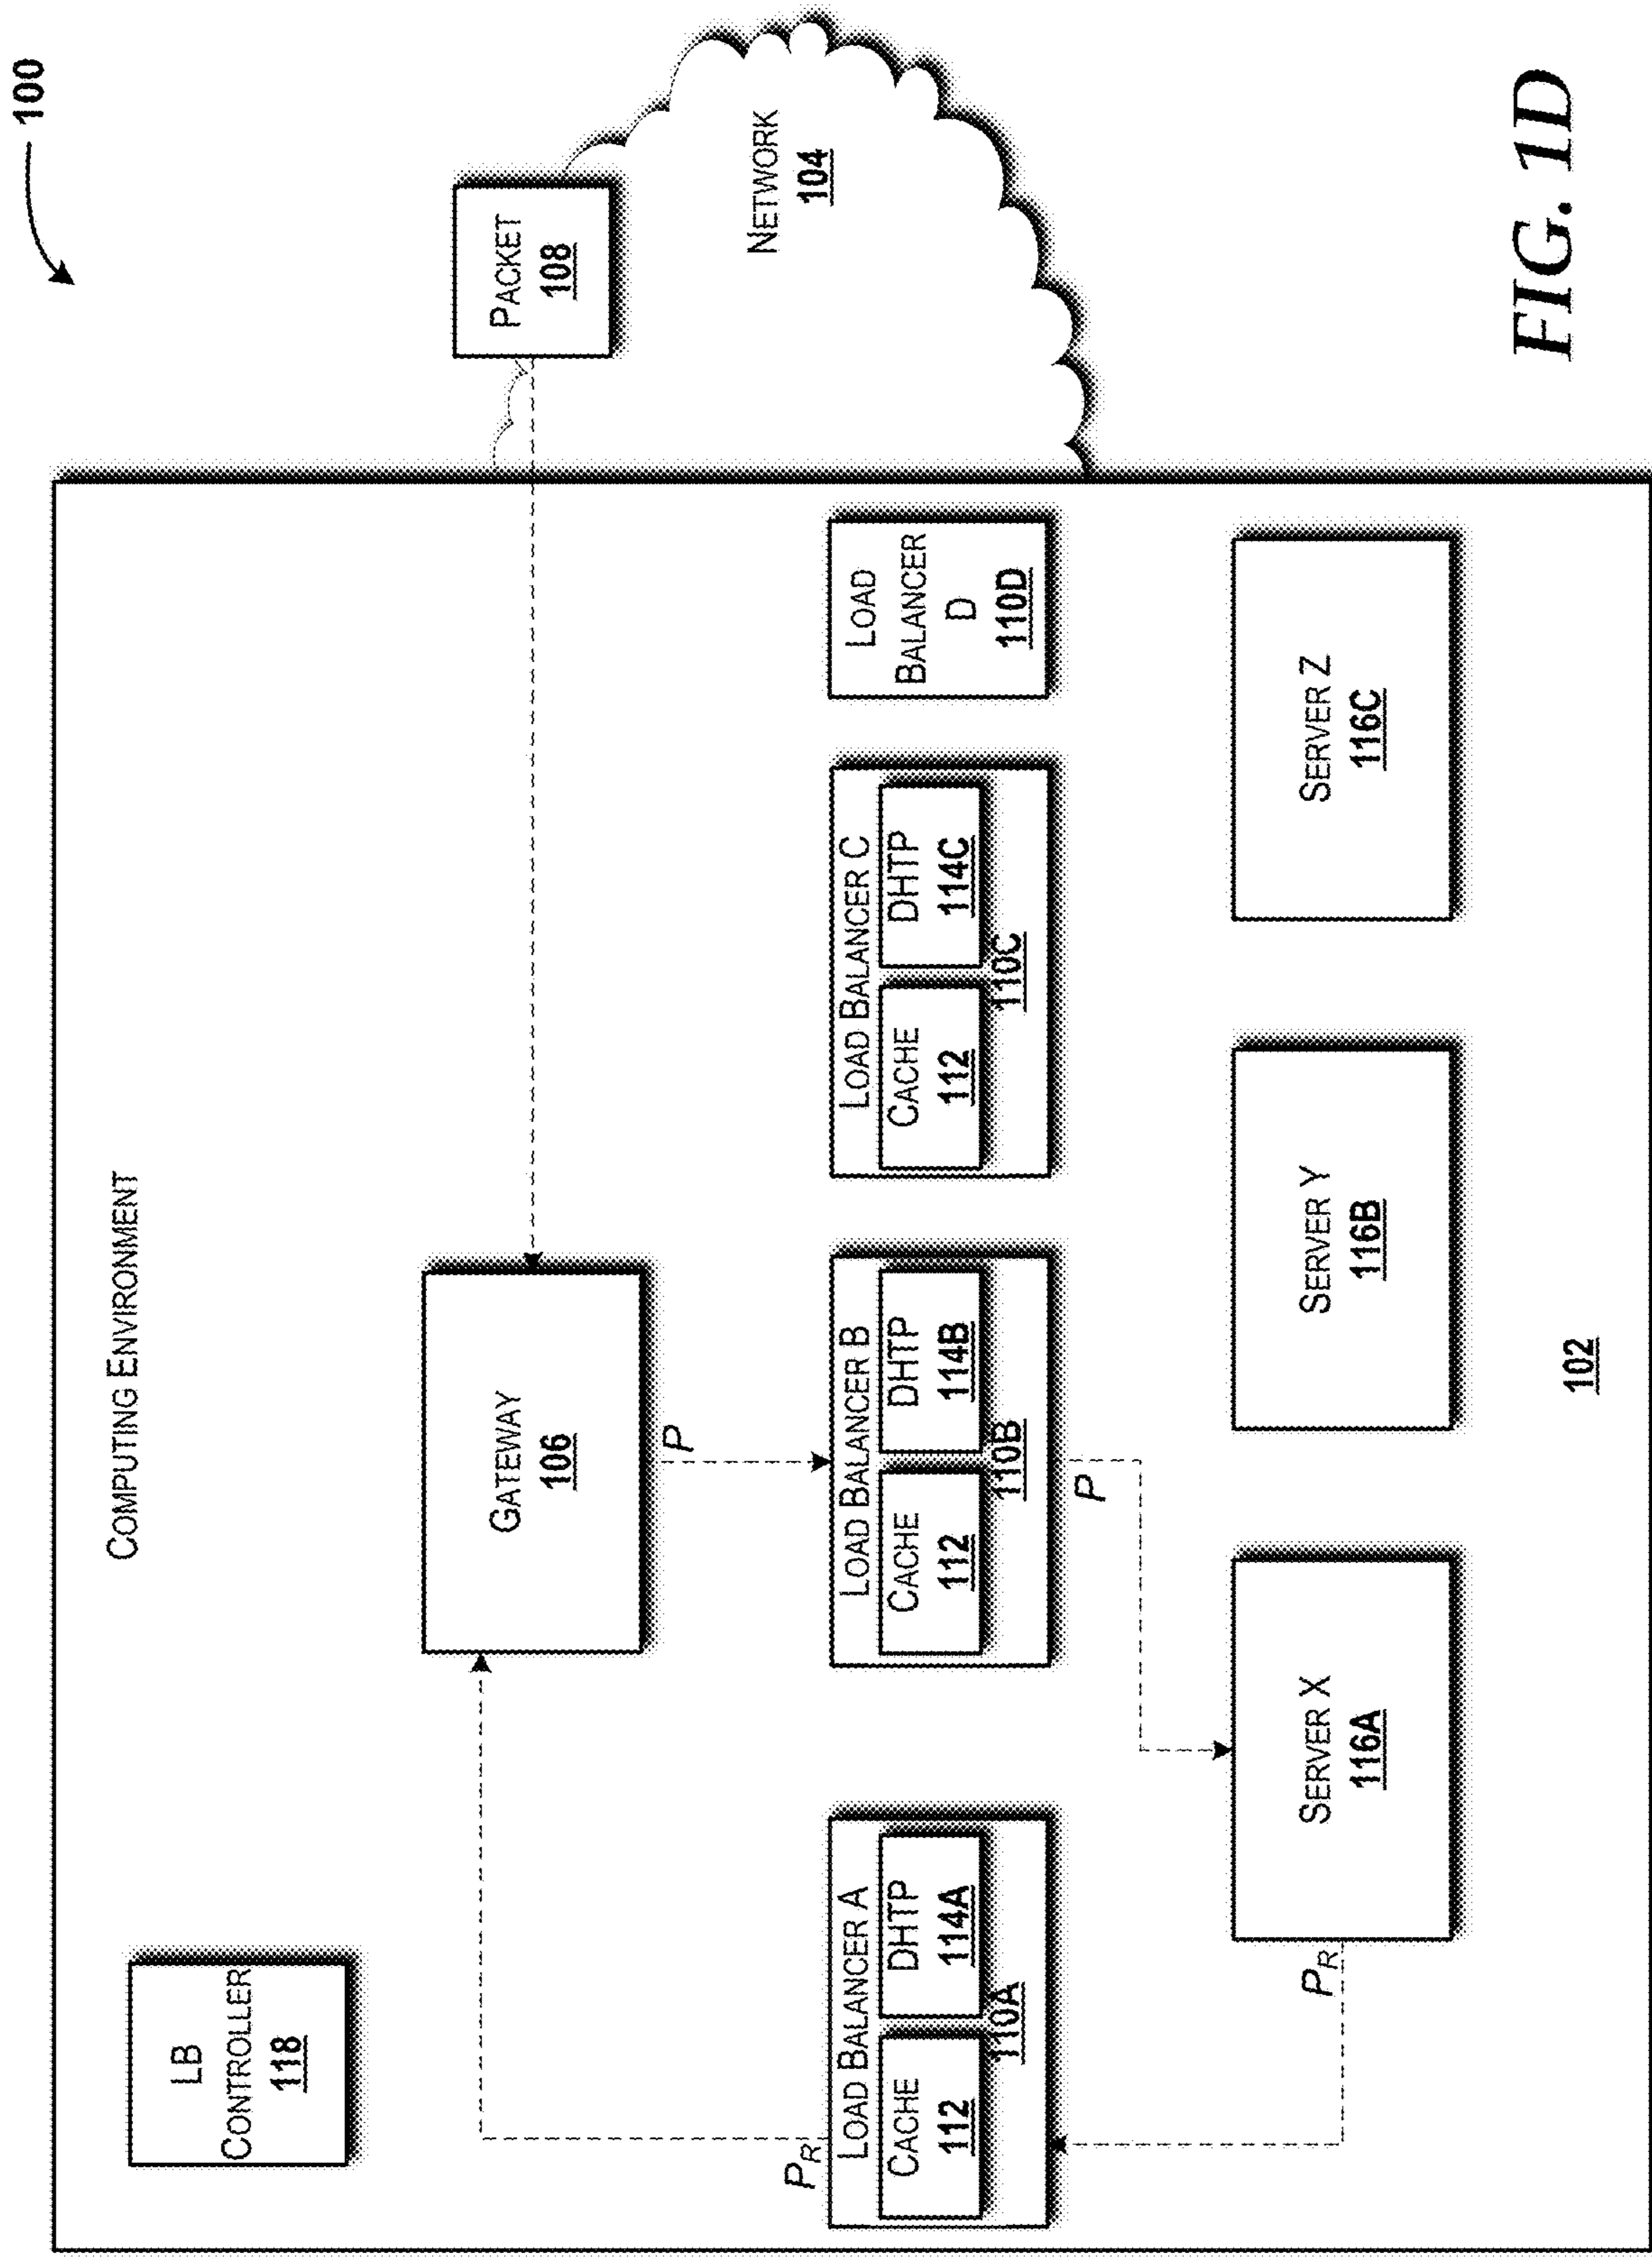 100
COMPUTING ENVIRONMENT
LB
CONTROLLER
118
PACKET
108
GATEWAY
106
NETWORK
104
P
PR
LOAD BALANCER A
CACHE
112
DHTP
114A
110A
LOAD BALANCER B
CACHE
112
DHTP
114B
110B
LOAD BALANCER C
CACHE
112
DHTP
114C
110C
LOAD
BALANCER
D
110D
P
PR
SERVER X
116A
SERVER Y
116B
SERVER Z
116C
102
FIG. 1D